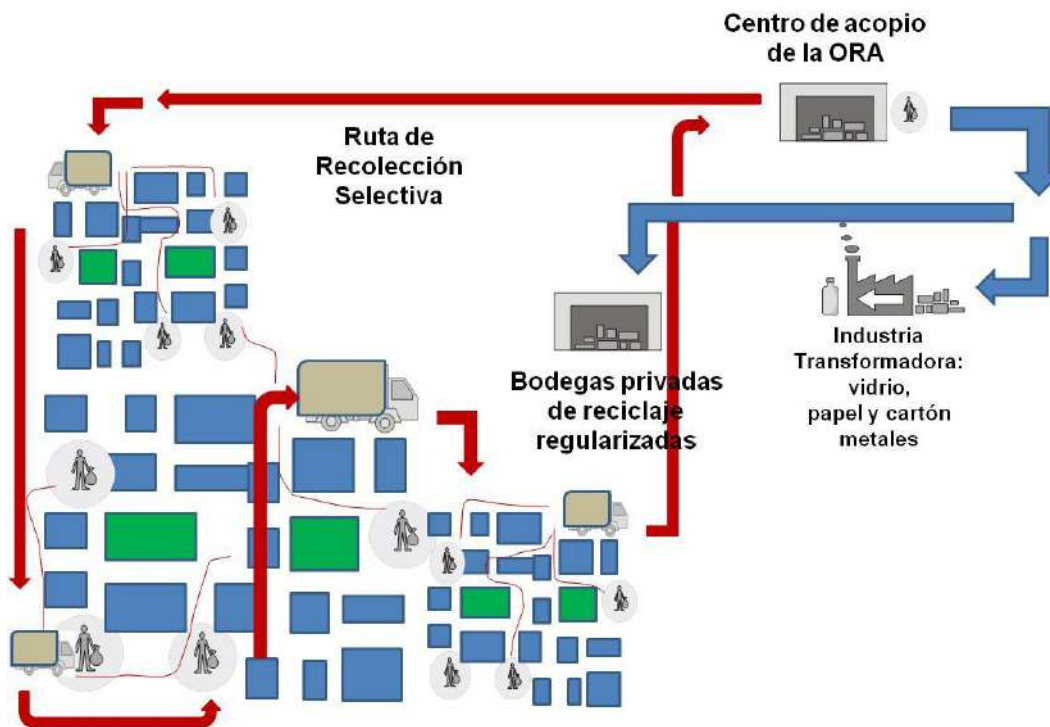 Centro de acopio
de la ORA
Ruta de
Recolección
Selectiva
Bodegas privadas
de reciclaje
regularizadas
Industria
Transformadora:
vidrio,
papel y cartón
metales